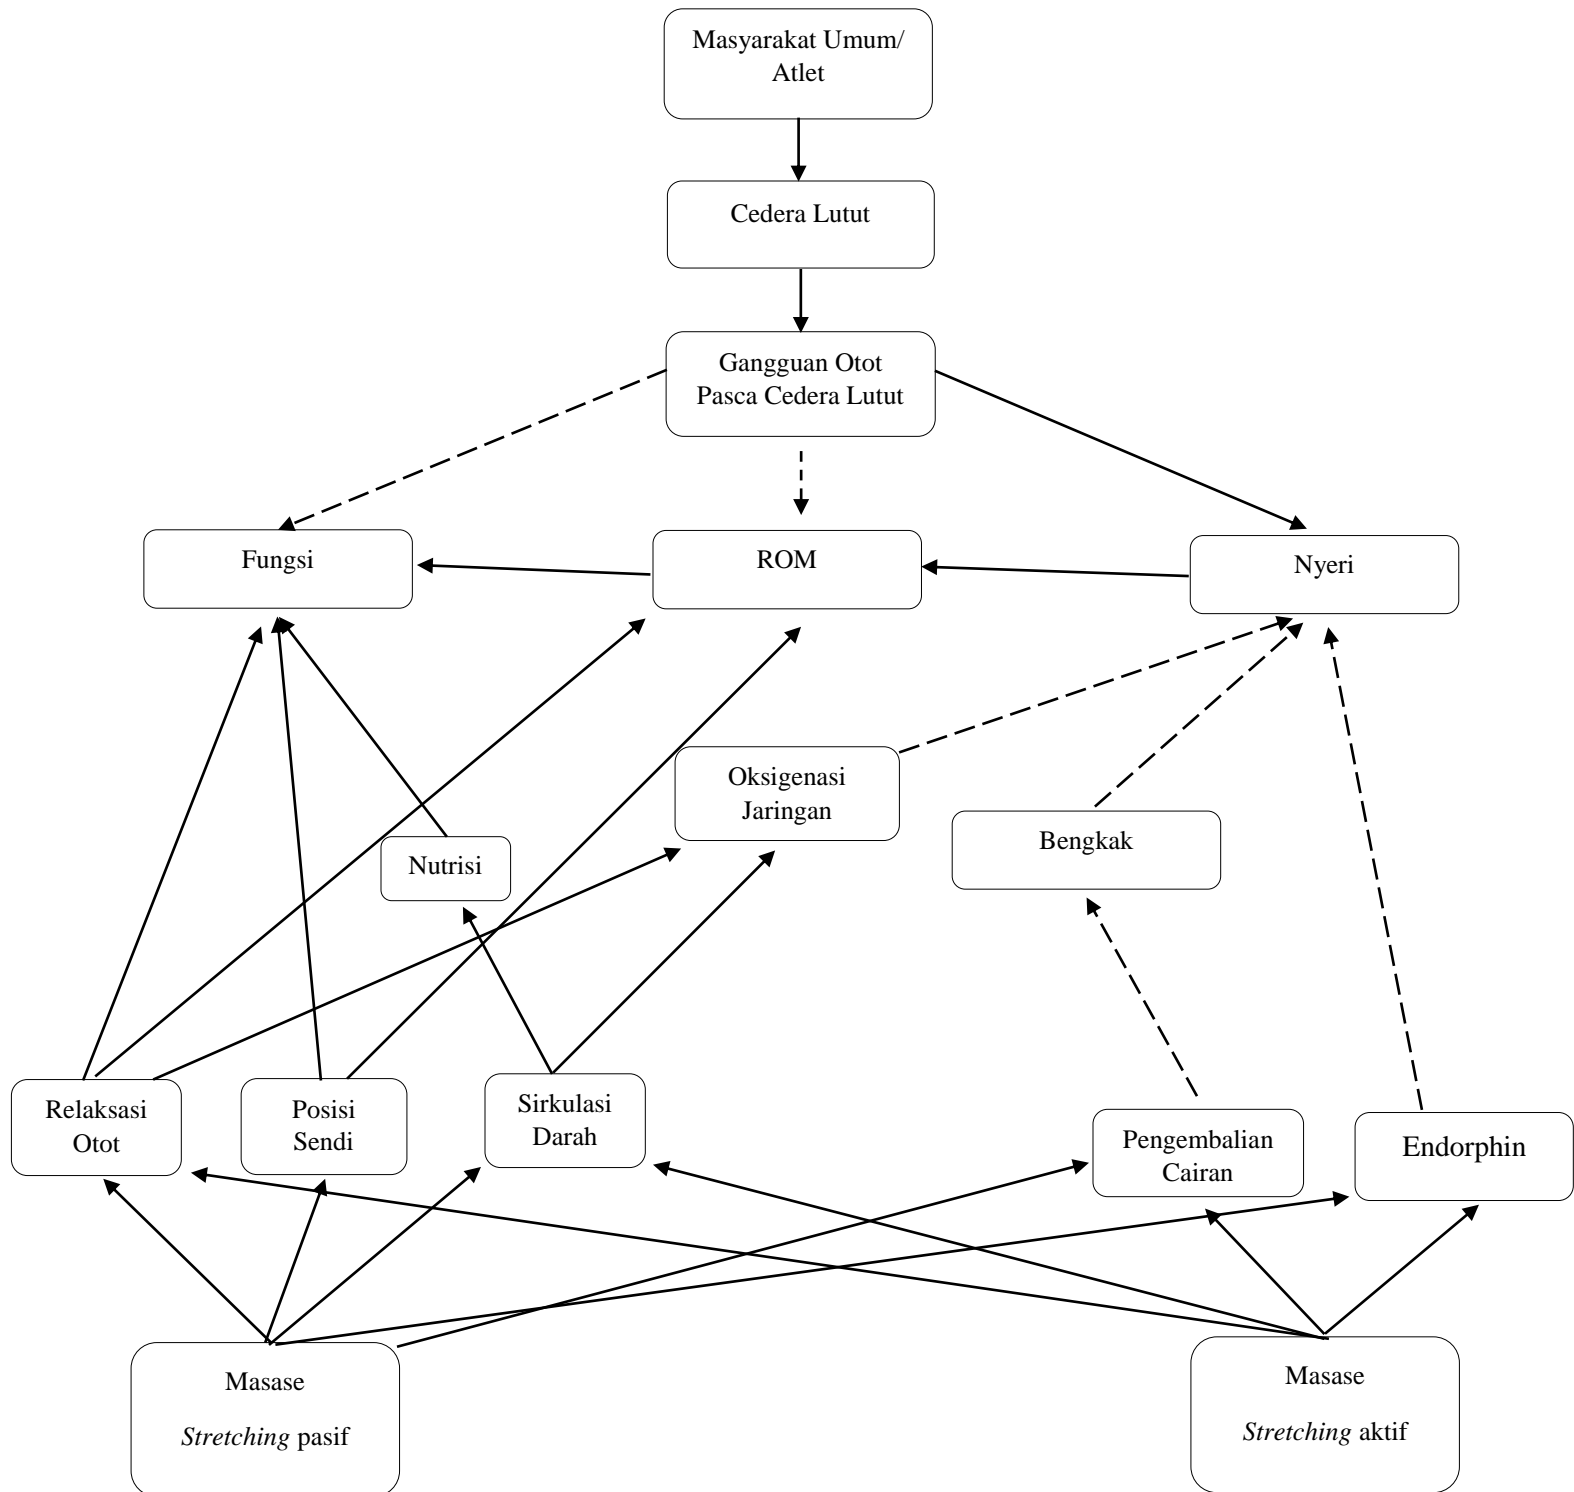 Masyarakat Umum/
Atlet
Cedera Lutut
Gangguan Otot
Pasca Cedera Lutut
Fungsi
ROM
Nyeri
Oksigenasi
Jaringan
Bengkak
Nutrisi
Relaksasi
Otot
Posisi
Sendi
Sirkulasi
Darah
Pengembalian
Cairan
Endorphin
Masase
Stretching pasif
Masase
Stretching aktif